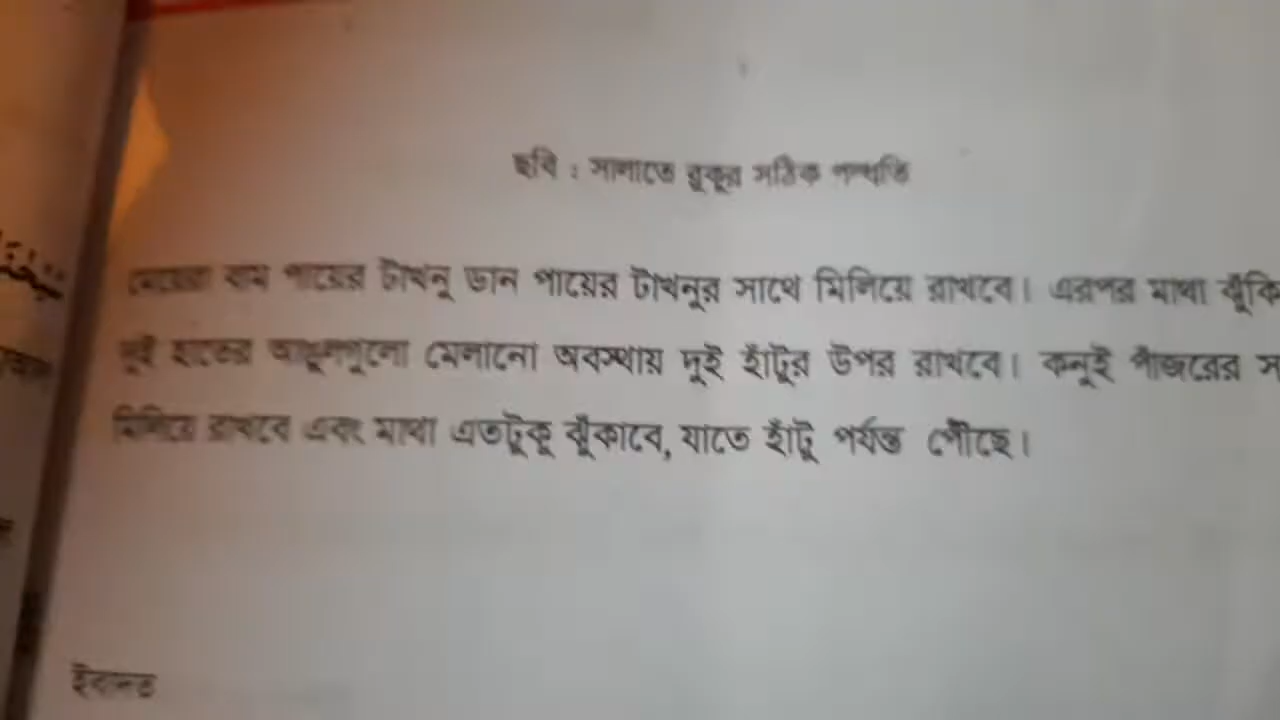 ছবি : সালাতে রুকুর সঠিক পদ্ধতি
মেয়েরা বাম পায়ের টাখনু ডান পায়ের টাখনুর সাথে মিলিয়ে রাখবে। এরপর মাথা ঝুঁকি
দুই হাতের আঙুলগুলো মেলানো অবস্থায় দুই হাঁটুর উপর রাখবে। কনুই পাঁজরের স
মিলিয়ে রাখবে এবং মাথা এতটুকু ঝুঁকাবে, যাতে হাঁটু পর্যন্ত পৌঁছে।
ইবাদত